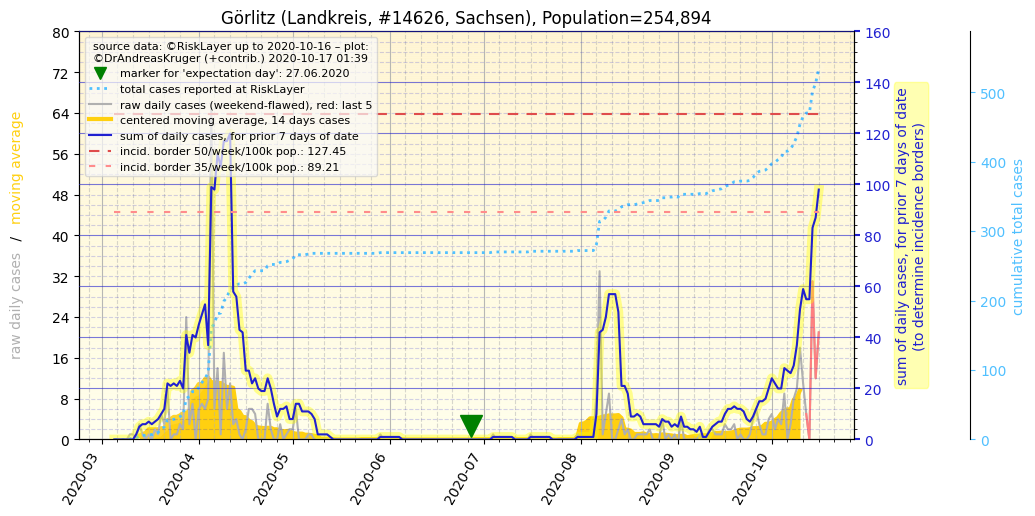 Görlitz (Landkreis, #14626, Sachsen), Population=254,894
source data: ©RiskLayer up to 2020-10-16 – plot:
©DrAndreasKruger (+contrib.) 2020-10-17 01:39
marker for 'expectation day': 27.06.2020
total cases reported at RiskLayer
raw daily cases (weekend-flawed), red: last 5
centered moving average, 14 days cases
sum of daily cases, for prior 7 days of date
incid. border 50/week/100k pop.: 127.45
incid. border 35/week/100k pop.: 89.21
raw daily cases / moving average
80
72
64
56
48
40
32
24
16
8
0
2020-03
2020-04
2020-05
2020-06
2020-07
2020-08
2020-09
2020-10
160
140
120
100
80
60
40
20
0
sum of daily cases, for prior 7 days of date
(to determine incidence borders)
500
400
300
200
100
0
cumulative total cases